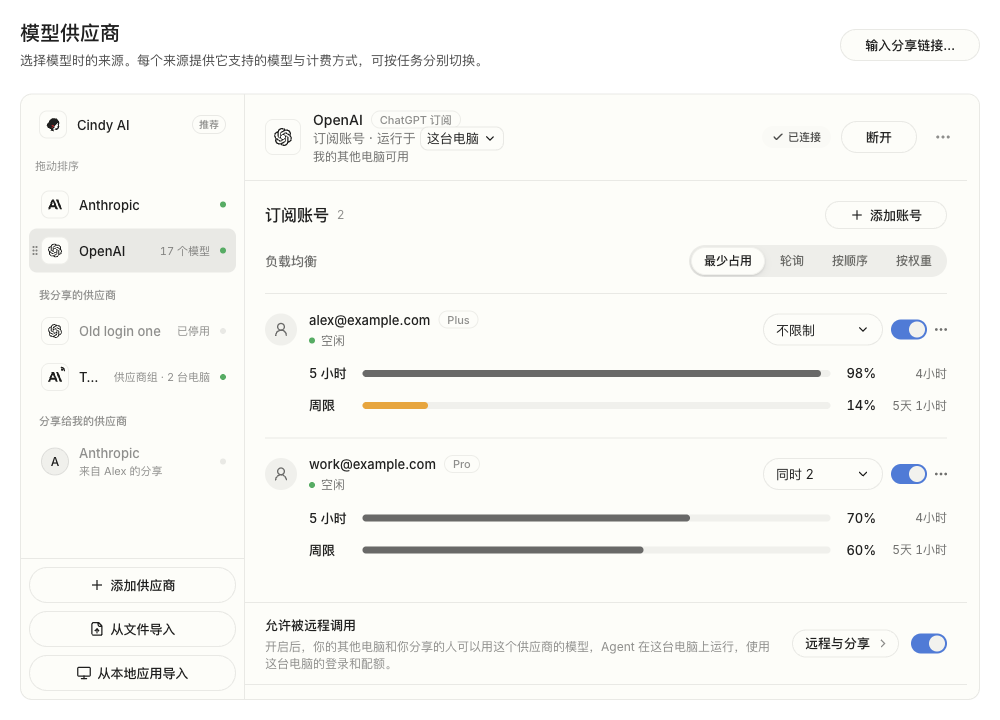 模型供应商
选择模型时的来源。每个来源提供它支持的模型与计费方式，可按任务分别切换。
输入分享链接...
Cindy AI
推荐
拖动排序
Anthropic
OpenAI
17 个模型
我分享的供应商
Old login one
已停用
T...
供应商组 · 2 台电脑
分享给我的供应商
A
Anthropic
来自 Alex 的分享
添加供应商
从文件导入
从本地应用导入
OpenAI
ChatGPT 订阅
订阅账号 · 运行于 这台电脑
我的其他电脑可用
已连接
断开
订阅账号 2
添加账号
负载均衡
最少占用
轮询
按顺序
按权重
alex@example.com
Plus
空闲
不限制
5 小时 98% 4小时
周限 14% 5天 1小时
work@example.com
Pro
空闲
同时 2
5 小时 70% 4小时
周限 60% 5天 1小时
允许被远程调用
开启后，你的其他电脑和你分享的人可以用这个供应商的模型，Agent 在这台电脑上运行，使用
这台电脑的登录和配额。
远程与分享